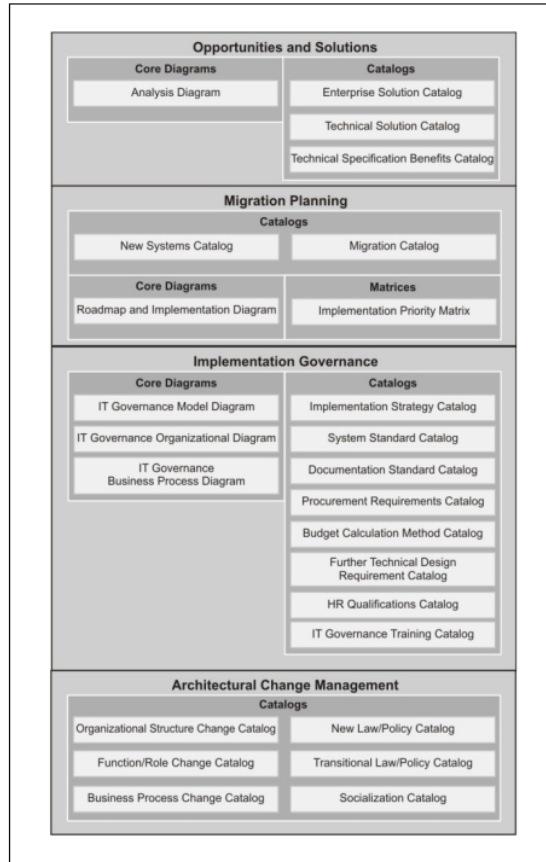 Opportunities and Solutions
Core Diagrams
Analysis Diagram
Catalogs
Enterprise Solution Catalog
Technical Solution Catalog
Technical Specification Benefits Catalog
Migration Planning
Catalogs
New Systems Catalog
Migration Catalog
Core Diagrams
Roadmap and Implementation Diagram
Matrices
Implementation Priority Matrix
Implementation Governance
Core Diagrams
IT Governance Model Diagram
IT Governance Organizational Diagram
IT Governance
Business Process Diagram
Catalogs
Implementation Strategy Catalog
System Standard Catalog
Documentation Standard Catalog
Procurement Requirements Catalog
Budget Calculation Method Catalog
Further Technical Design
Requirement Catalog
HR Qualifications Catalog
IT Governance Training Catalog
Architectural Change Management
Catalogs
Organizational Structure Change Catalog
New Law/Policy Catalog
Function/Role Change Catalog
Transitional Law/Policy Catalog
Business Process Change Catalog
Socialization Catalog